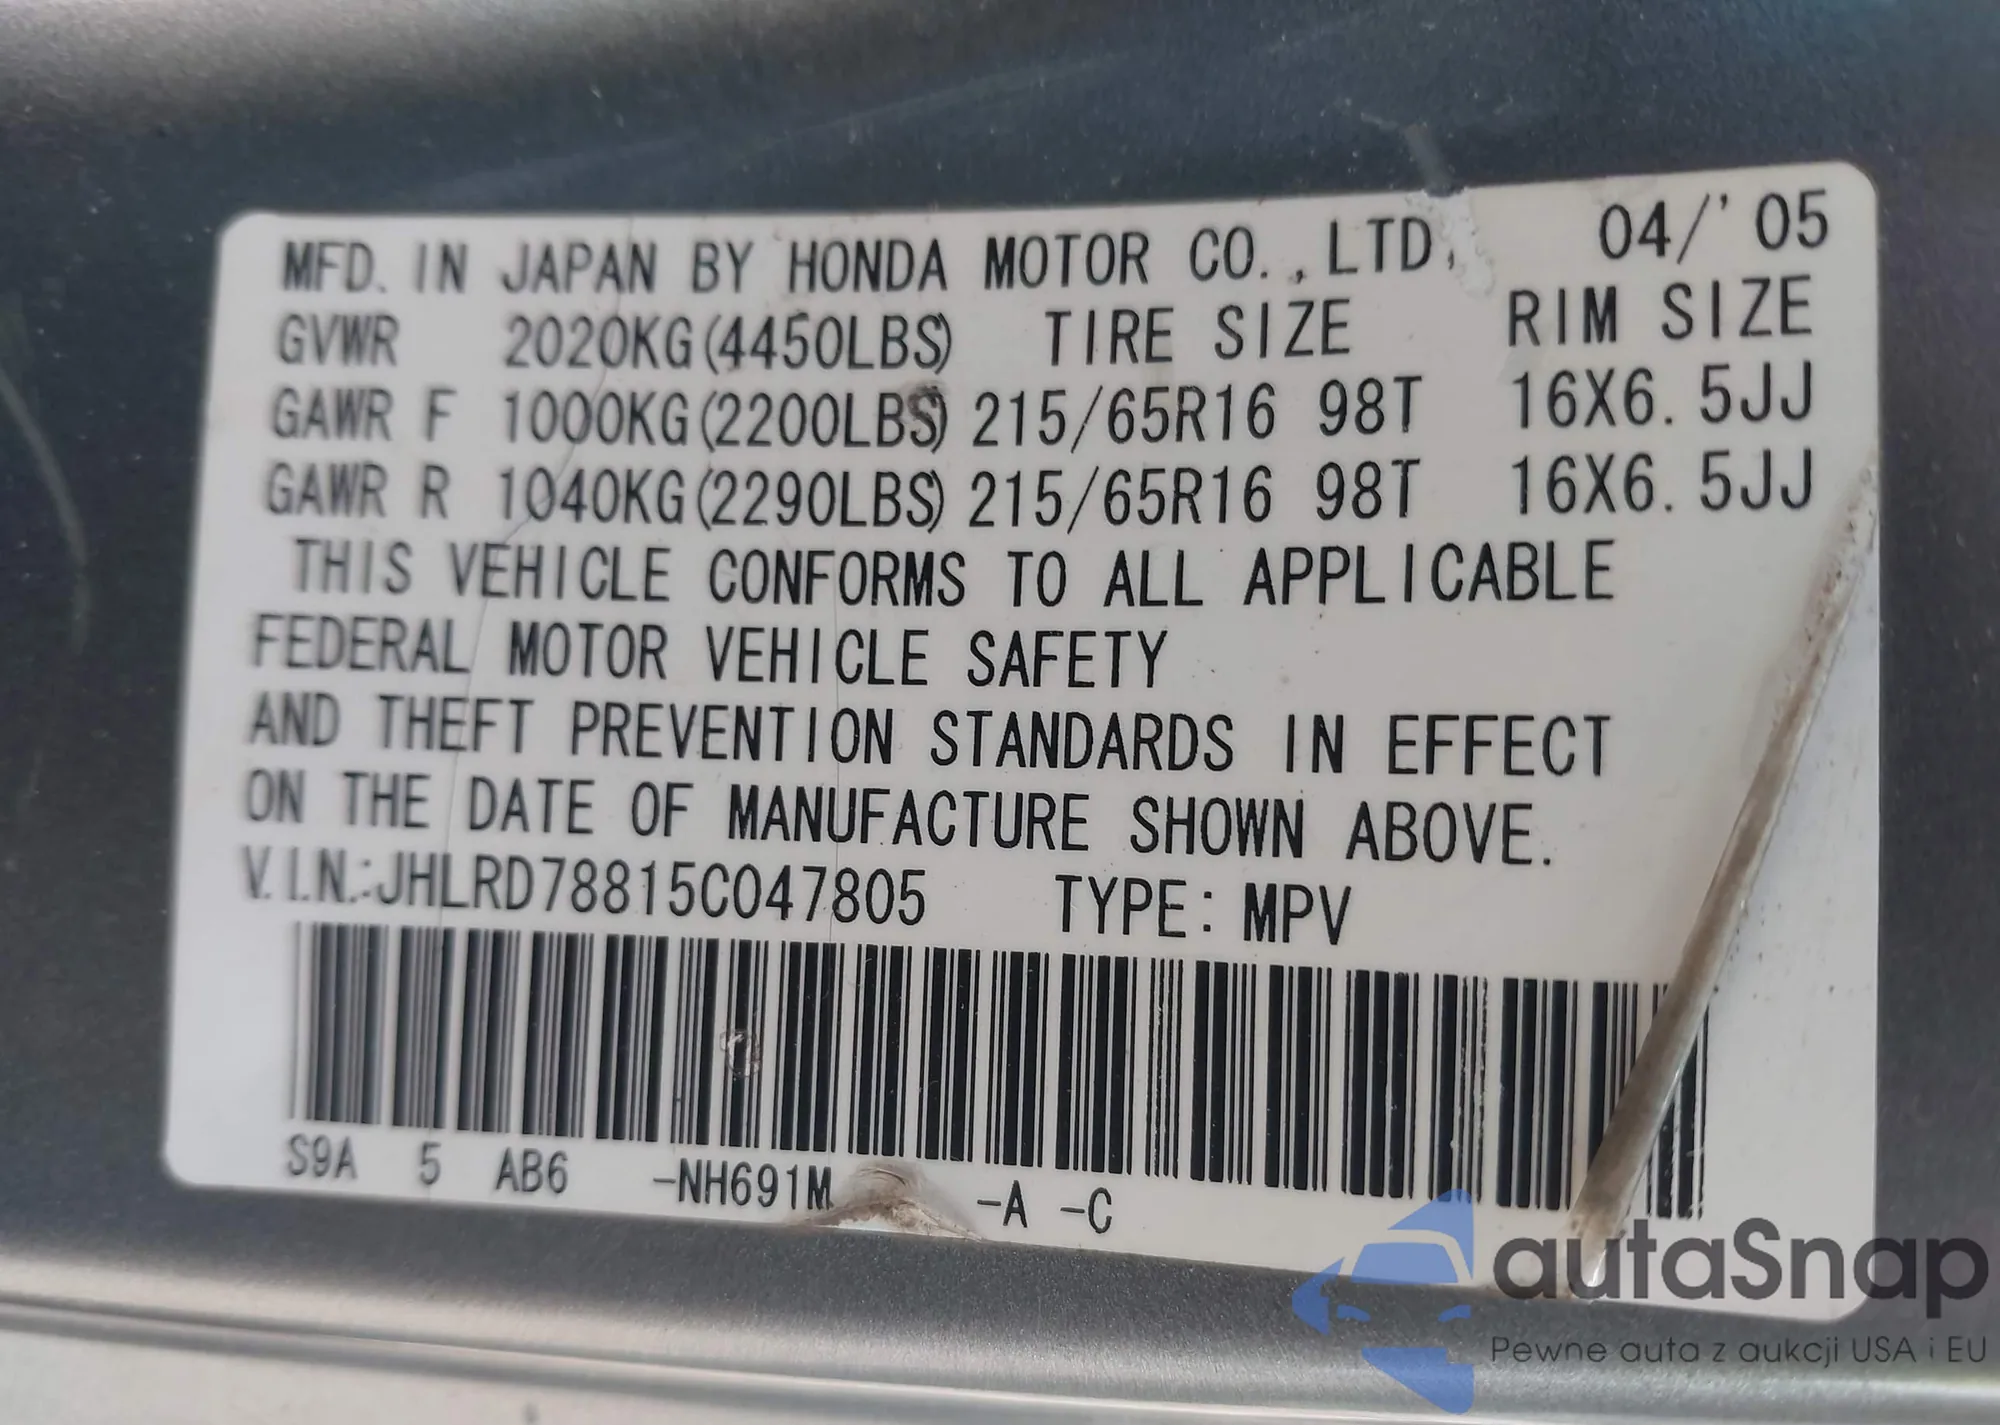 MFD. IN JAPAN BY HONDA MOTOR CO., LTD. 04/'05
GVWR 2020KG(4450LBS) TIRE SIZE RIM SIZE
GAWR F 1000KG(2200LBS) 215/65R16 98T 16X6.5JJ
GAWR R 1040KG(2290LBS) 215/65R16 98T 16X6.5JJ
THIS VEHICLE CONFORMS TO ALL APPLICABLE
FEDERAL MOTOR VEHICLE SAFETY
AND THEFT PREVENTION STANDARDS IN EFFECT
ON THE DATE OF MANUFACTURE SHOWN ABOVE.
V.I.N.:JHLRD78815C047805 TYPE: MPV
S9A 5 AB6 -NH691M -A -C
autaSnap
Pewne auta z aukcji USA i EU